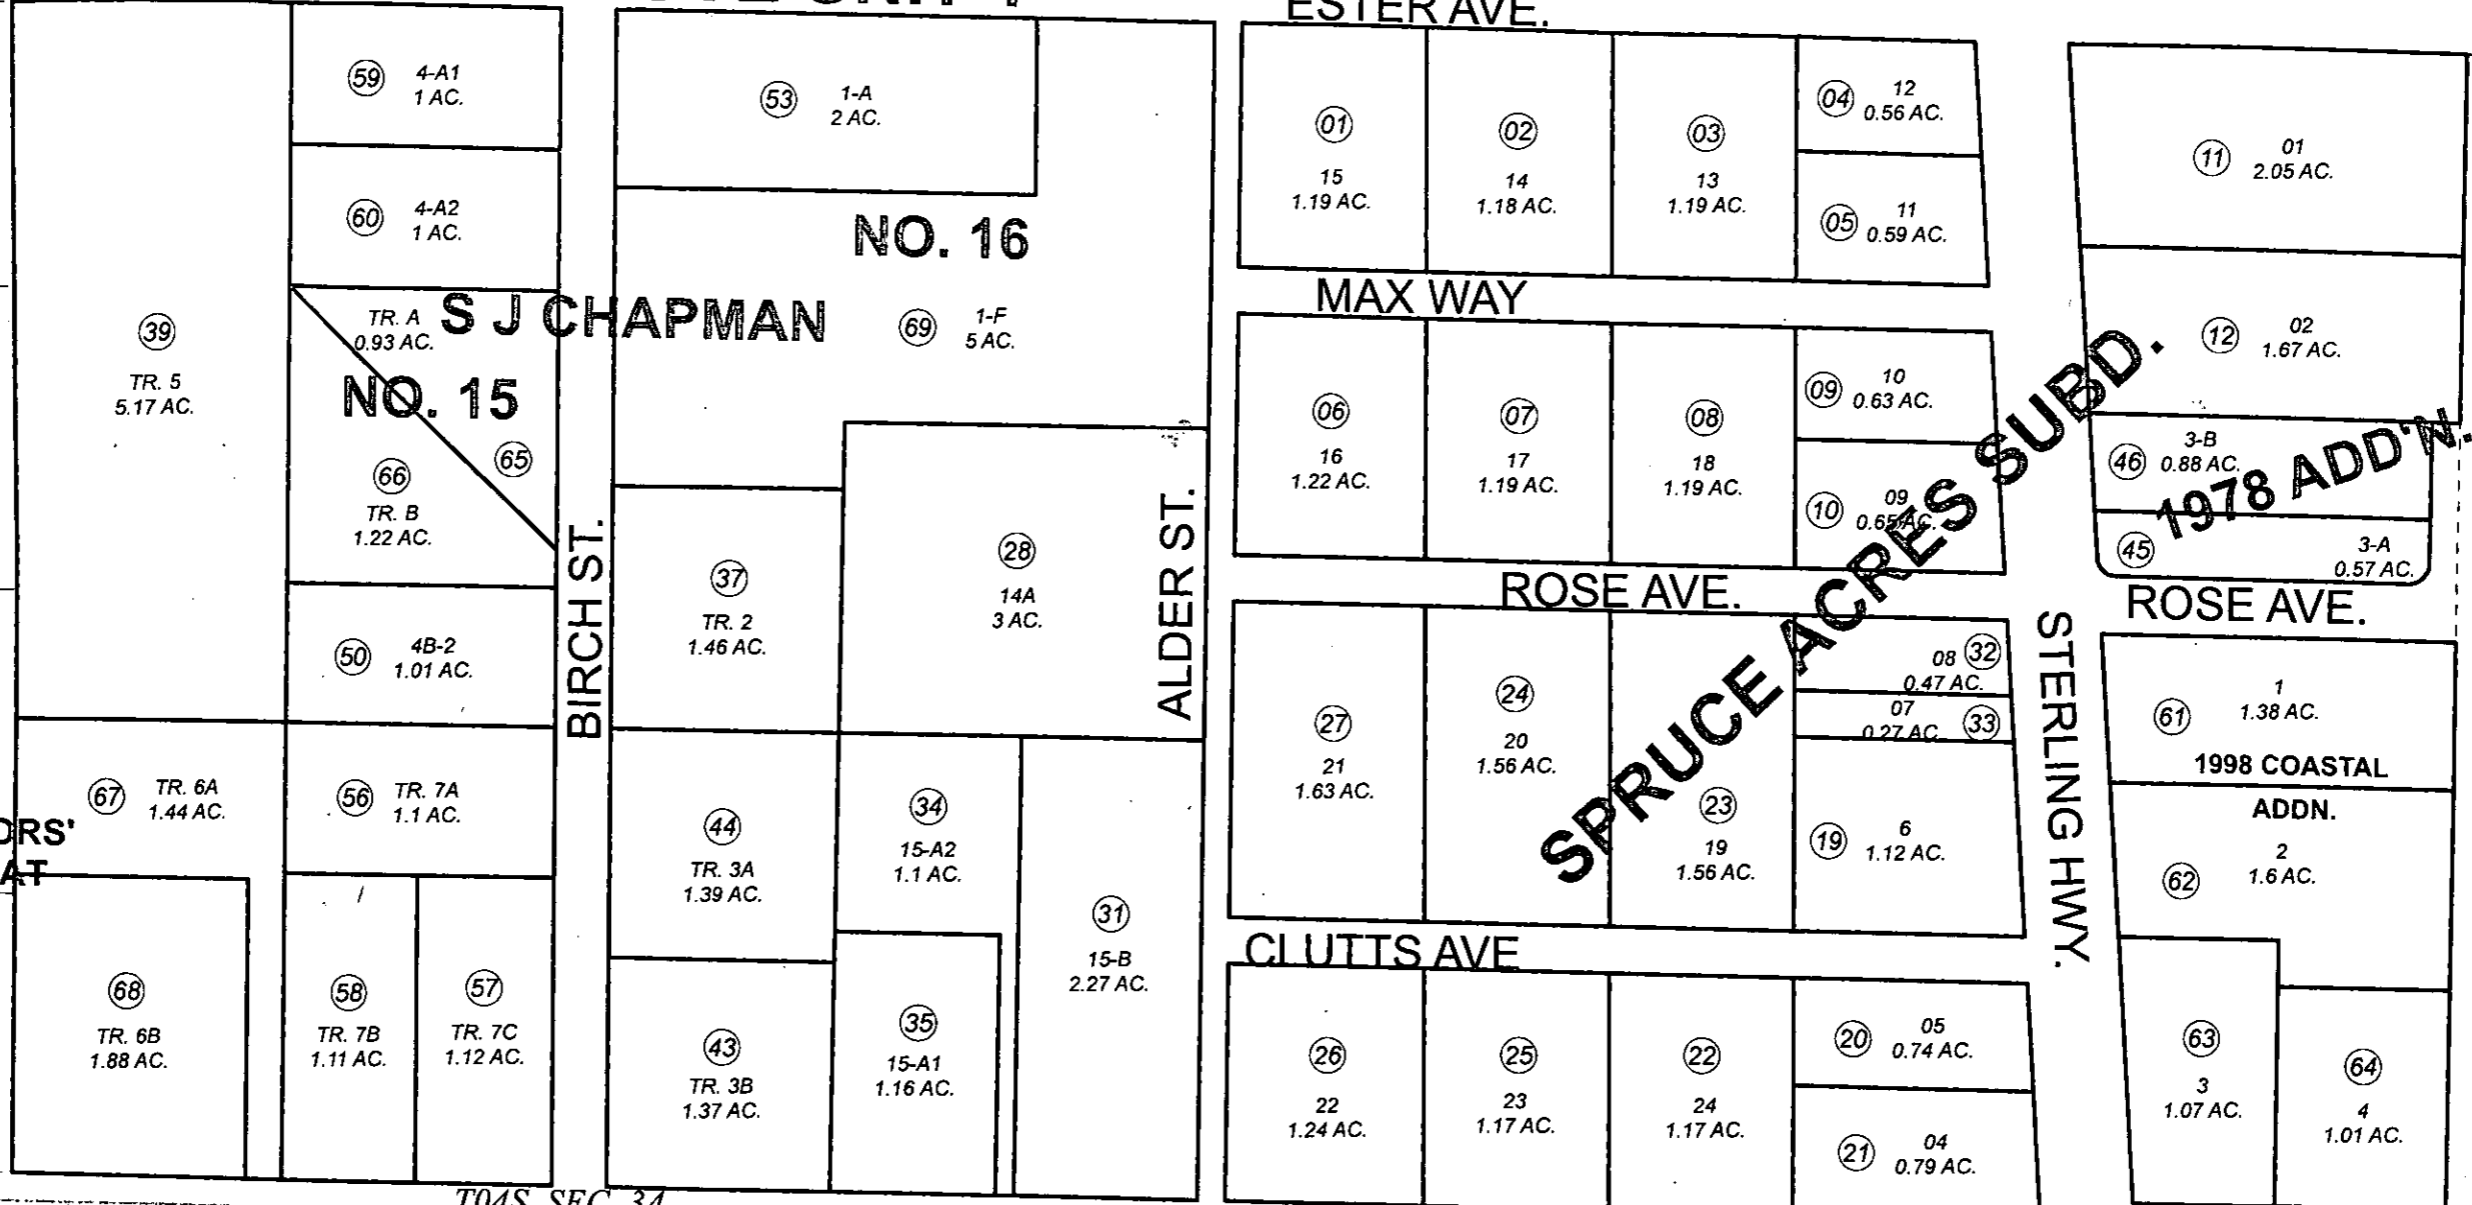 ESTER AVE.
59
4-A1
1 AC.
53
1-A
2 AC.
01
15
1.19 AC.
02
14
1.18 AC.
03
13
1.19 AC.
04
12
0.56 AC.
11
01
2.05 AC.
60
4-A2
1 AC.
NO. 16
05
11
0.59 AC.
S J CHAPMAN
39
TR. 5
5.17 AC.
TR. A
0.93 AC.
NO. 15
65
66
TR. B
1.22 AC.
69
1-F
5 AC.
MAX WAY
06
16
1.22 AC.
07
17
1.19 AC.
08
18
1.19 AC.
09
10
0.63 AC.
10
09
0.65 AC.
12
02
1.67 AC.
46
3-B
0.88 AC.
1978 ADD'N.
45
3-A
0.57 AC.
SPRUCE ACRES SUBD.
BIRCH ST.
37
TR. 2
1.46 AC.
28
14A
3 AC.
ALDER ST.
ROSE AVE.
ROSE AVE.
50
4B-2
1.01 AC.
27
21
1.63 AC.
24
20
1.56 AC.
23
19
1.56 AC.
08
32
0.47 AC.
07
33
0.27 AC.
19
6
1.12 AC.
STERLING HWY.
61
1
1.38 AC.
1998 COASTAL
ADDN.
62
2
1.6 AC.
67
TR. 6A
1.44 AC.
56
TR. 7A
1.1 AC.
44
TR. 3A
1.39 AC.
34
15-A2
1.1 AC.
31
15-B
2.27 AC.
ORS'
AT
CLUTTS AVE
68
TR. 6B
1.88 AC.
58
TR. 7B
1.11 AC.
57
TR. 7C
1.12 AC.
43
TR. 3B
1.37 AC.
35
15-A1
1.16 AC.
26
22
1.24 AC.
25
23
1.17 AC.
22
24
1.17 AC.
20
05
0.74 AC.
21
04
0.79 AC.
63
3
1.07 AC.
64
4
1.01 AC.
T04S SEC 34